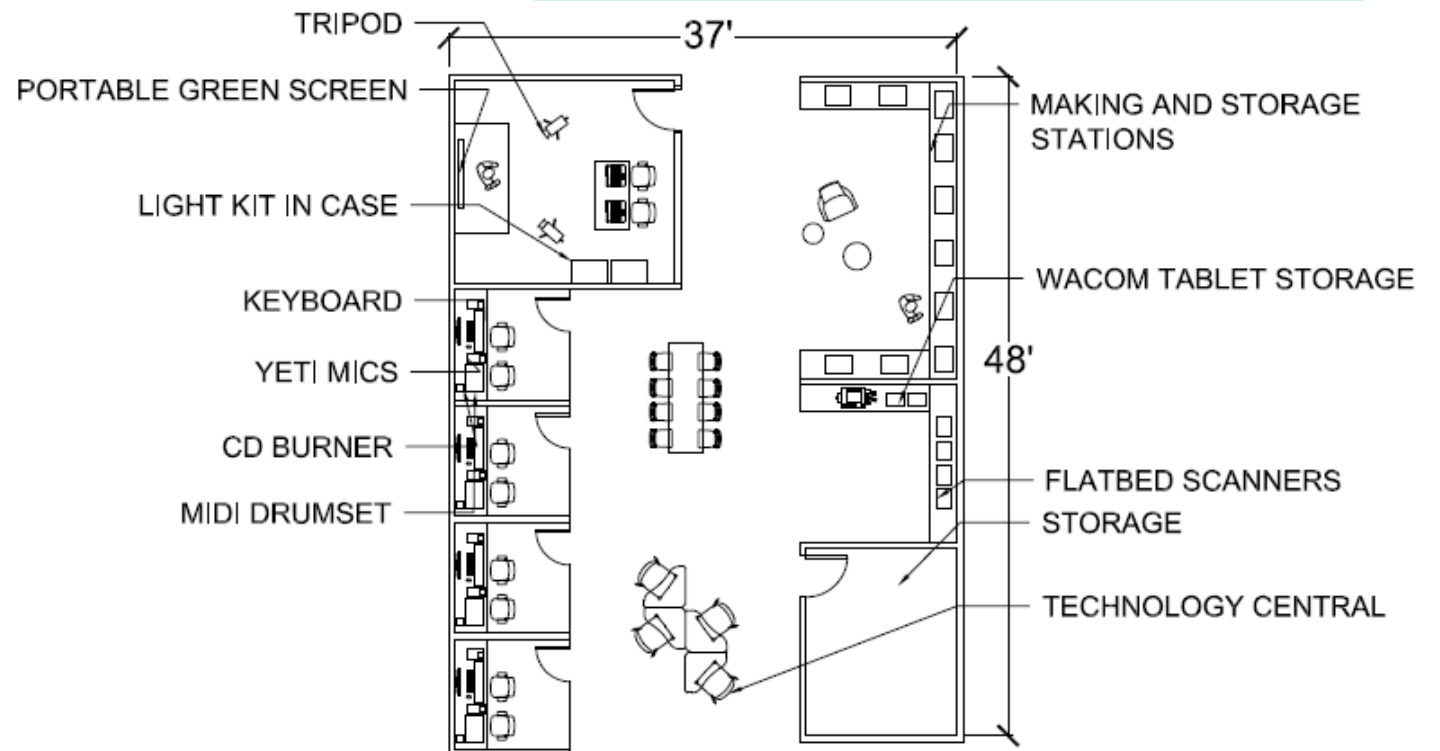 TRIPOD
37'
PORTABLE GREEN SCREEN
MAKING AND STORAGE
STATIONS
LIGHT KIT IN CASE
WACOM TABLET STORAGE
KEYBOARD
48'
YETI MICS
CD BURNER
FLATBED SCANNERS
MIDI DRUMSET
STORAGE
TECHNOLOGY CENTRAL